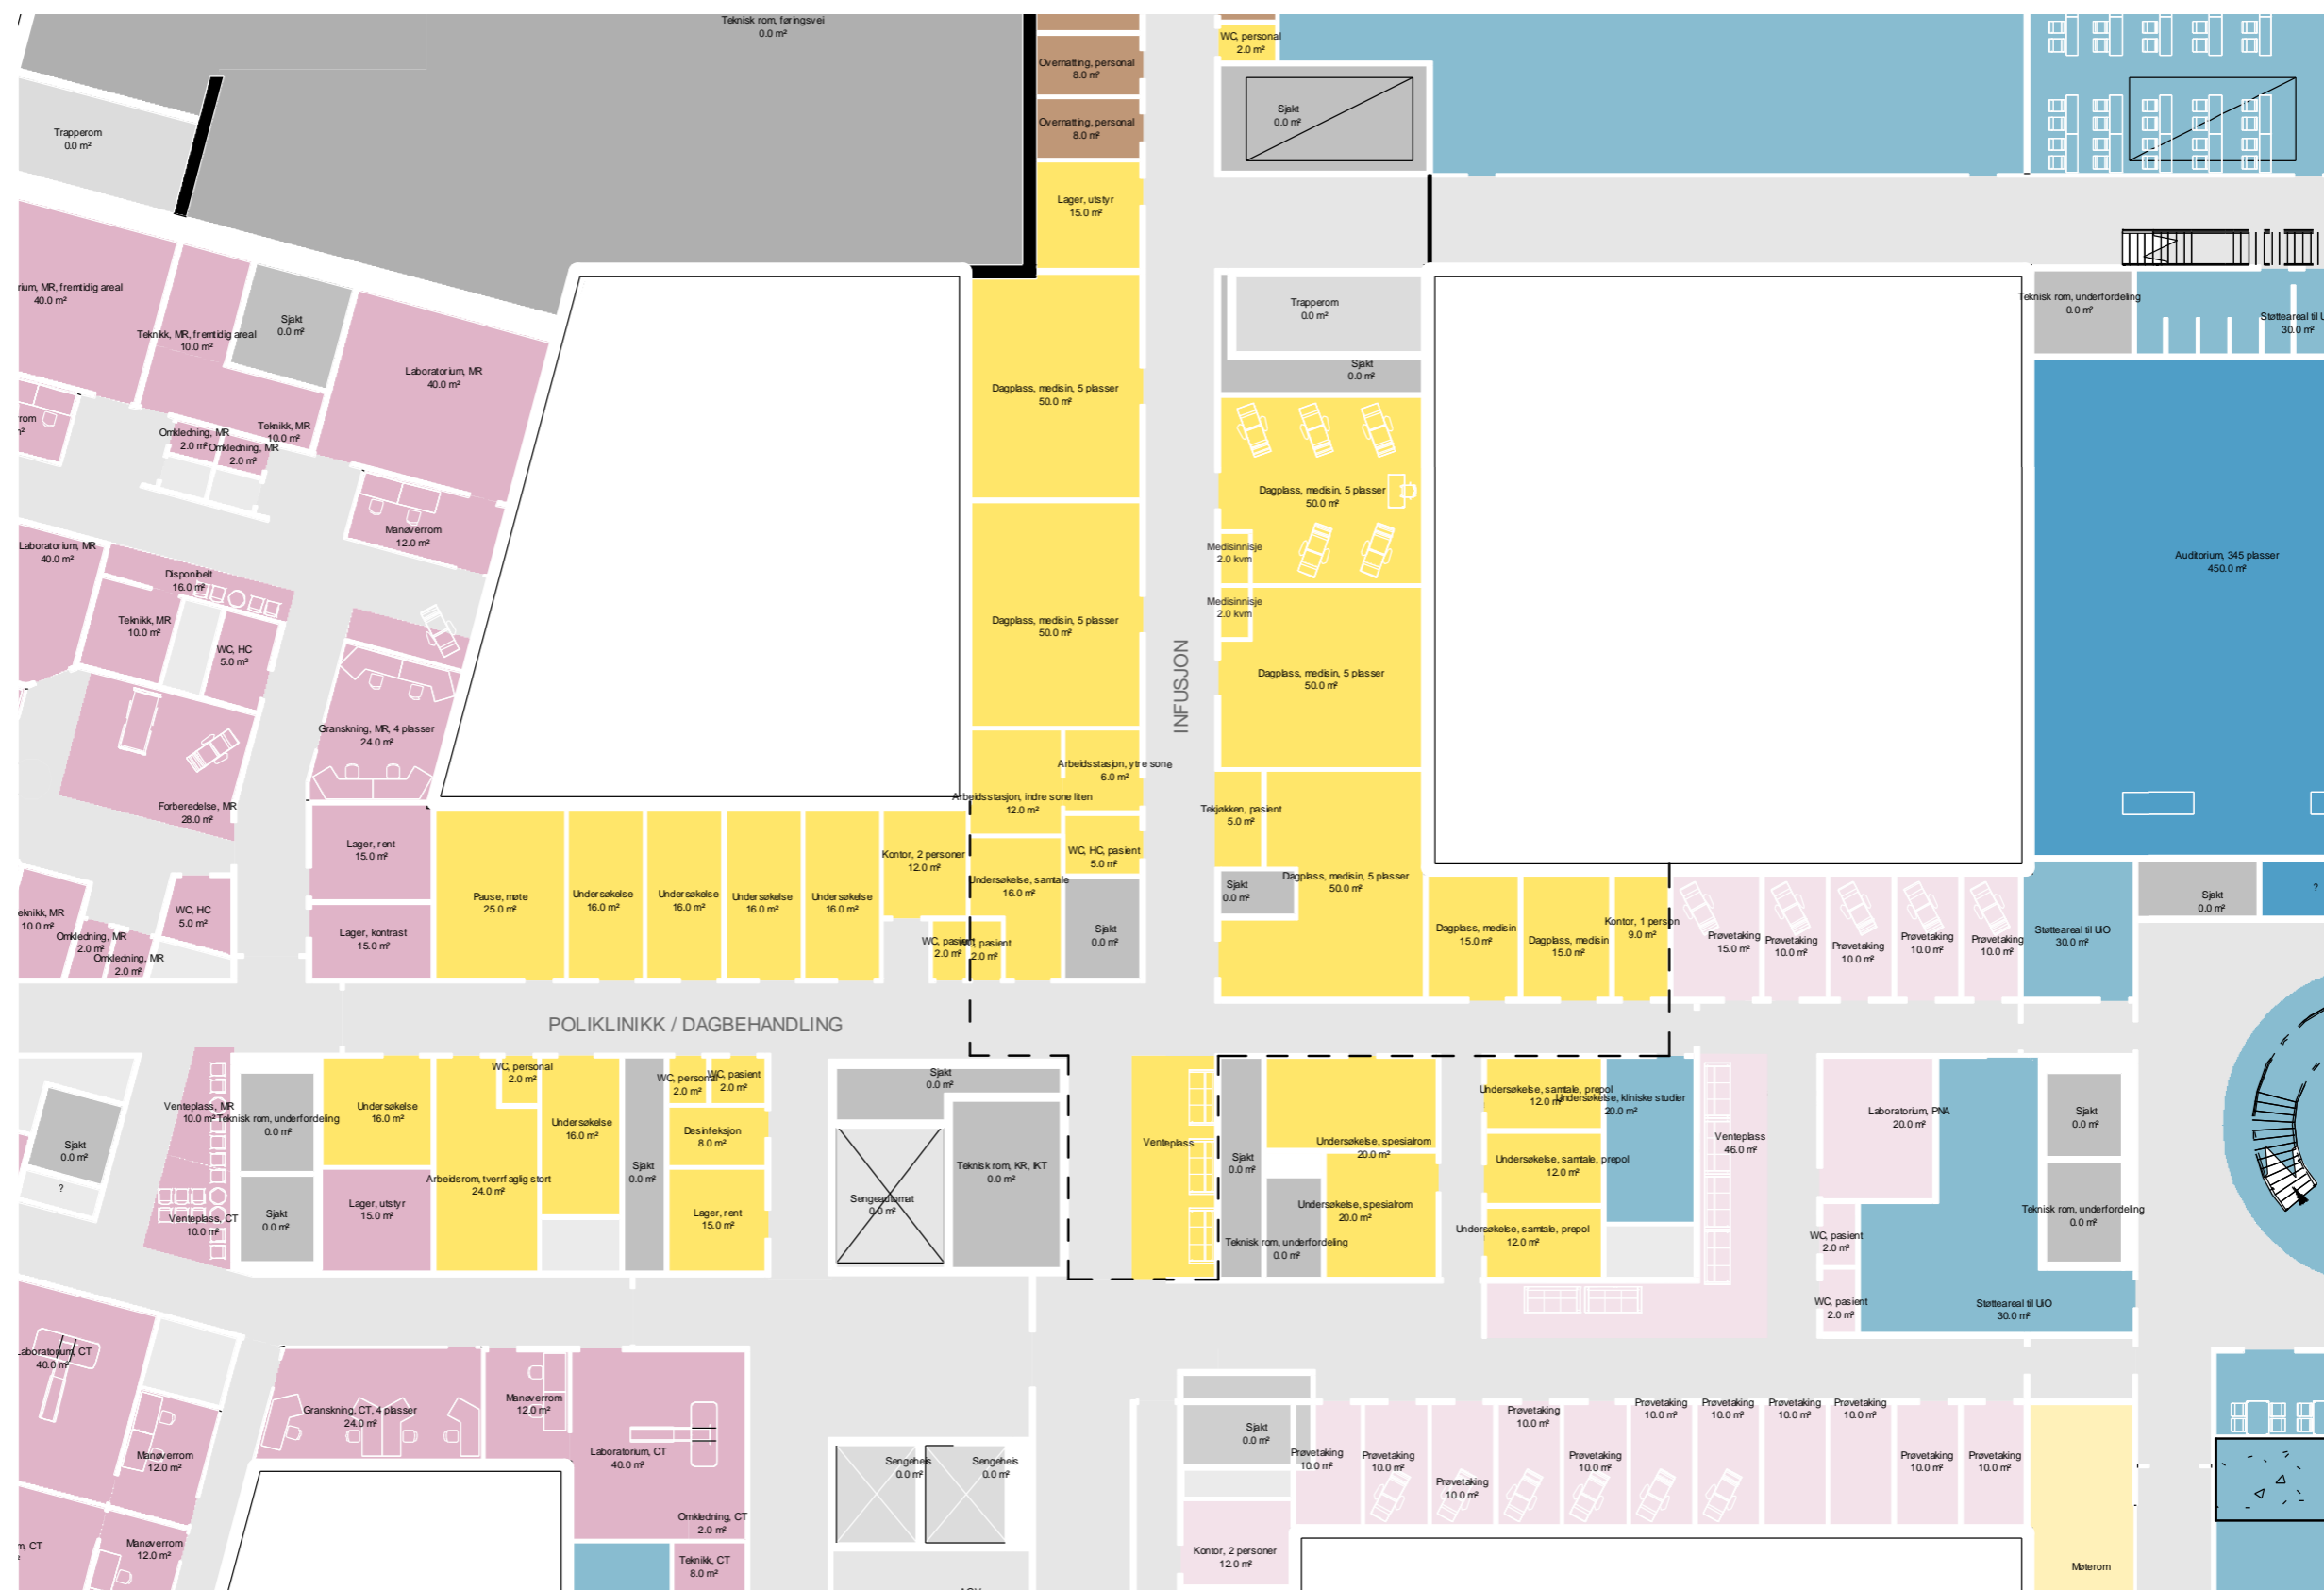 Teknisk rom, føringsvei
0.0 m²
WC, personal
2.0 m²
Overnatting, personal
8.0 m²
Sjakt
0.0 m²
Overnatting, personal
8.0 m²
Trapperom
0.0 m²
Lager, utstyr
15.0 m²
MR, fremtidig areal
40.0 m²
Teknikk, MR, fremtidig areal
10.0 m²
Sjakt
0.0 m²
Trapperom
0.0 m²
Teknisk rom, underfordeling
0.0 m²
Støtteareal til
30.0 m²
Laboratorium, MR
40.0 m²
Sjakt
0.0 m²
Dagplass, medisin, 5 plasser
50.0 m²
Teknikk, MR
10.0 m²
Omkledning, MR
2.0 m²
Omkledning, MR
2.0 m²
Dagplass, medisin, 5 plasser
50.0 m²
Manøverrom
12.0 m²
Laboratorium, MR
40.0 m²
Medisinnisje
2.0 kvm
Auditorium, 345 plasser
450.0 m²
Disponibelt
16.0 m²
Medisinnisje
2.0 kvm
Teknikk, MR
10.0 m²
Dagplass, medisin, 5 plasser
50.0 m²
WC, HC
5.0 m²
INFUSJON
Dagplass, medisin, 5 plasser
50.0 m²
Granskning, MR, 4 plasser
24.0 m²
Arbeidsstasjon, ytre sone
6.0 m²
Arbeidsstasjon, indre sone liten
12.0 m²
Forberedelse, MR
28.0 m²
Tekjøkken, pasient
5.0 m²
Lager, rent
15.0 m²
Kontor, 2 personer
12.0 m²
WC, HC, pasient
5.0 m²
Pause, møte
25.0 m²
Undersøkelse
16.0 m²
Undersøkelse
16.0 m²
Undersøkelse
16.0 m²
Undersøkelse
16.0 m²
Undersøkelse, samtale
16.0 m²
Sjakt
0.0 m²
Dagplass, medisin, 5 plasser
50.0 m²
Sjakt
0.0 m²
?
MR
10.0 m²
WC, HC
5.0 m²
Lager, kontrast
15.0 m²
WC, pasient
2.0 m²
WC, pasient
2.0 m²
Sjakt
0.0 m²
Dagplass, medisin
15.0 m²
Dagplass, medisin
15.0 m²
Kontor, 1 person
9.0 m²
Prøvetaking
15.0 m²
Prøvetaking
10.0 m²
Prøvetaking
10.0 m²
Prøvetaking
10.0 m²
Prøvetaking
10.0 m²
Støtteareal til UiO
30.0 m²
Omkledning, MR
2.0 m²
Omkledning, MR
2.0 m²
POLIKLINIKK / DAGBEHANDLING
WC, personal
2.0 m²
WC, personal
2.0 m²
WC, pasient
2.0 m²
Sjakt
0.0 m²
Venteplass, MR
10.0 m²
Teknisk rom, underfordeling
0.0 m²
Undersøkelse
16.0 m²
Undersøkelse
16.0 m²
Desinfeksjon
8.0 m²
Undersøkelse, samtale, prepol
12.0 m²
Undersøkelse, kliniske studier
20.0 m²
Laboratorium, PNA
20.0 m²
Sjakt
0.0 m²
Sjakt
0.0 m²
Venteplass
Undersøkelse, spesialrom
20.0 m²
Venteplass
46.0 m²
Sjakt
0.0 m²
Teknisk rom, KR, IKT
0.0 m²
Sjakt
0.0 m²
Undersøkelse, samtale, prepol
12.0 m²
?
Arbeidsrom, tverrfaglig stort
24.0 m²
Sengeautomat
0.0 m²
Lager, utstyr
15.0 m²
Undersøkelse, spesialrom
20.0 m²
Teknisk rom, underfordeling
0.0 m²
Lager, rent
15.0 m²
Sjakt
0.0 m²
Venteplass, CT
10.0 m²
Undersøkelse, samtale, prepol
12.0 m²
WC, pasient
2.0 m²
Teknisk rom, underfordeling
0.0 m²
WC, pasient
2.0 m²
Støtteareal til UiO
30.0 m²
Laboratorium, CT
40.0 m²
Manøverrom
12.0 m²
Granskning, CT, 4 plasser
24.0 m²
Prøvetaking
10.0 m²
Prøvetaking
10.0 m²
Prøvetaking
10.0 m²
Prøvetaking
10.0 m²
Prøvetaking
10.0 m²
Sjakt
0.0 m²
Laboratorium, CT
40.0 m²
Manøverrom
12.0 m²
Sengeheis
0.0 m²
Sengeheis
0.0 m²
Prøvetaking
10.0 m²
Prøvetaking
10.0 m²
Prøvetaking
10.0 m²
Prøvetaking
10.0 m²
Prøvetaking
10.0 m²
Prøvetaking
10.0 m²
Omkledning, CT
2.0 m²
CT
Manøverrom
12.0 m²
Kontor, 2 personer
12.0 m²
Teknikk, CT
8.0 m²
Møterom